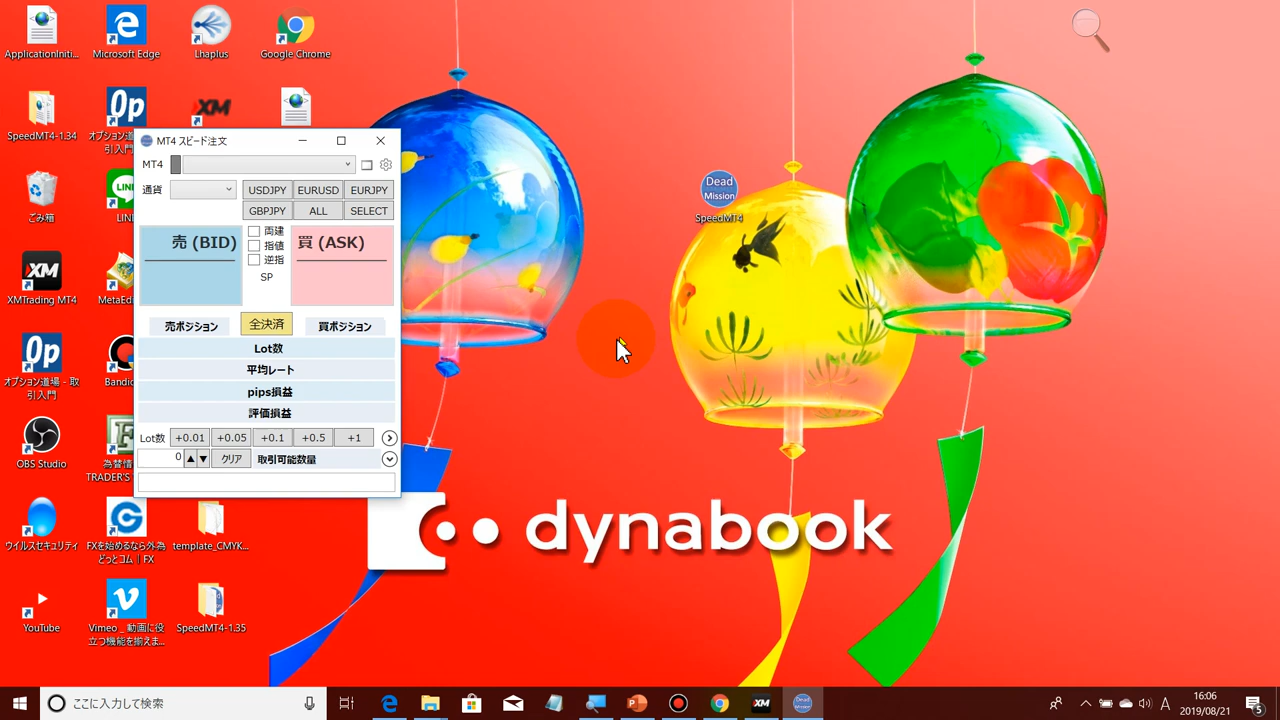 ApplicationIniti...
Microsoft Edge
Lhaplus
Google Chrome
SpeedMT4-1.34
オプション道
引入門
XM
ごみ箱
LIN
XMTrading MT4
MetaEdi
オプション道場 - 取
引入門
Bandic
OBS Studio
為替情
TRADER'S
ウイルスセキュリティ
FXを始めるなら外為
どっとコム | FX
template_CMYK...
YouTube
Vimeo _ 動画に役
立つ機能を揃えま...
SpeedMT4-1.35
Dead
Mission
SpeedMT4
MT4 スピード注文
MT4
通貨
USDJPY
EURUSD
EURJPY
GBPJPY
ALL
SELECT
売 (BID)
両建
指値
逆指
SP
買 (ASK)
売ポジション
全決済
買ポジション
Lot数
平均レート
pips損益
評価損益
Lot数
+0.01
+0.05
+0.1
+0.5
+1
0
クリア
取引可能数量
dynabook
ここに入力して検索
A
16:06
2019/08/21
5